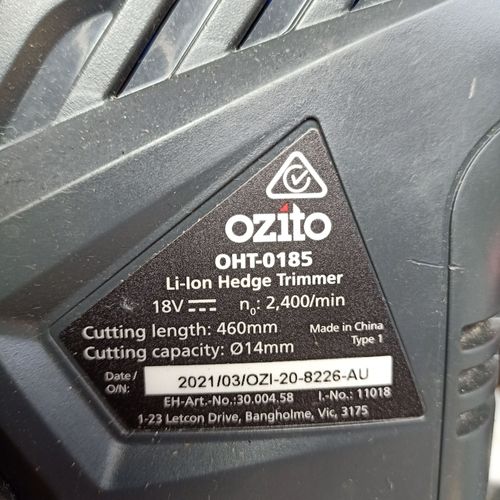 ozito
OHT-0185
Li-Ion Hedge Trimmer
18V n₀: 2,400/min
Cutting length: 460mm
Cutting capacity: Ø14mm
Made in China
Type 1
Date /
O/N:
2021/03/OZI-20-8226-AU
EH-Art.-No.:30.004.58 I.-No.: 11018
1-23 Letcon Drive, Bangholme, Vic, 3175